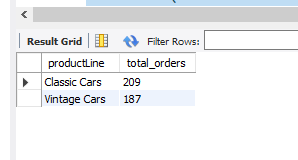 Result Grid Filter Rows:
productLine total_orders
Classic Cars 209
Vintage Cars 187